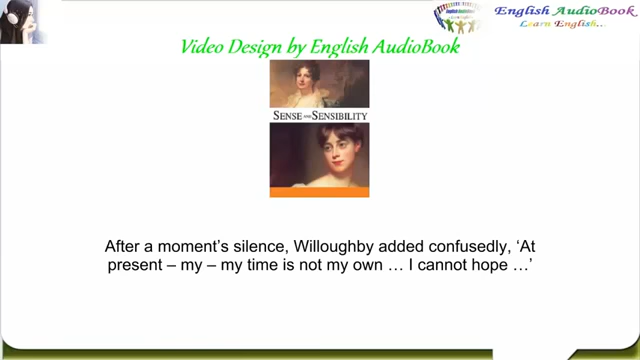 English AudioBook
Learn English...
Video Design by English AudioBook
SENSE AND SENSIBILITY
After a moment’s silence, Willoughby added confusedly, ‘At
present – my – my time is not my own … I cannot hope …’